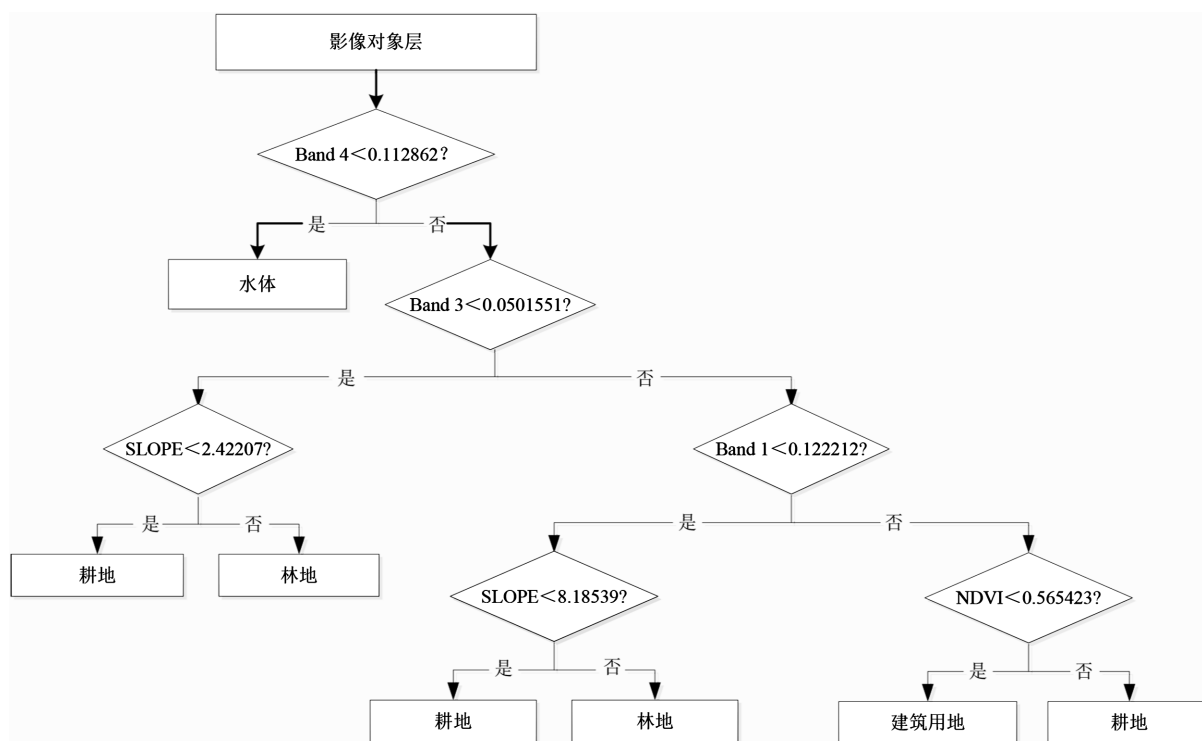 影像对象层
Band 4＜0.112862?
是
否
水体
Band 3＜0.0501551?
是
否
SLOPE＜2.42207?
Band 1＜0.122212?
是
否
是
否
耕地
林地
SLOPE＜8.18539?
NDVI＜0.565423?
是
否
是
否
耕地
林地
建筑用地
耕地